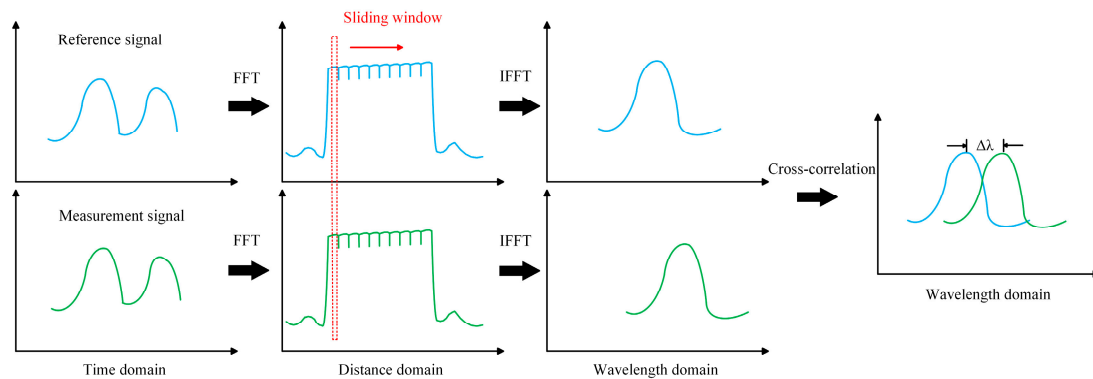 Sliding window
Reference signal
FFT
IFFT
Cross-correlation
Δλ
Measurement signal
FFT
IFFT
Wavelength domain
Time domain
Distance domain
Wavelength domain